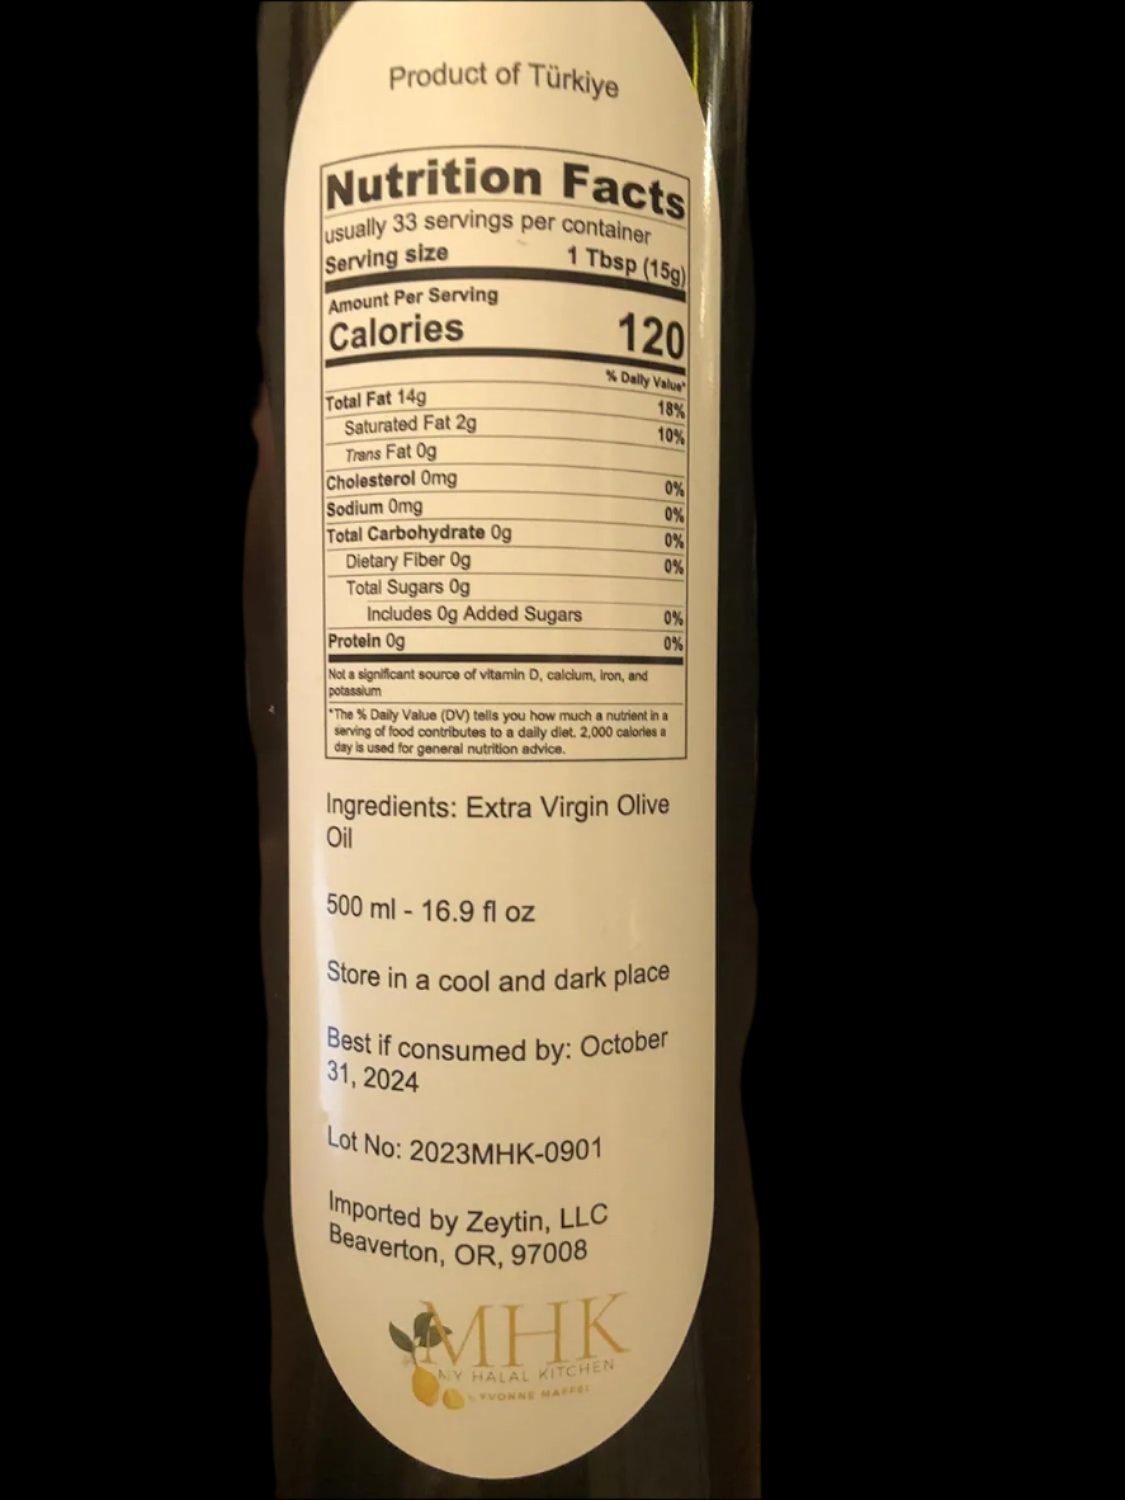 Product of Türkiye
Nutrition Facts
usually 33 servings per container
Serving size 1 Tbsp (15g)
Amount Per Serving
Calories 120
% Daily Value*
Total Fat 14g 18%
Saturated Fat 2g 10%
Trans Fat 0g
Cholesterol 0mg 0%
Sodium 0mg 0%
Total Carbohydrate 0g 0%
Dietary Fiber 0g 0%
Total Sugars 0g
Includes 0g Added Sugars 0%
Protein 0g 0%
Not a significant source of vitamin D, calcium, iron, and
potassium
*The % Daily Value (DV) tells you how much a nutrient in a
serving of food contributes to a daily diet. 2,000 calories a
day is used for general nutrition advice.
Ingredients: Extra Virgin Olive
Oil
500 ml - 16.9 fl oz
Store in a cool and dark place
Best if consumed by: October
31, 2024
Lot No: 2023MHK-0901
Imported by Zeytin, LLC
Beaverton, OR, 97008
MHK
MY HALAL KITCHEN
by YVONNE MAFFEI